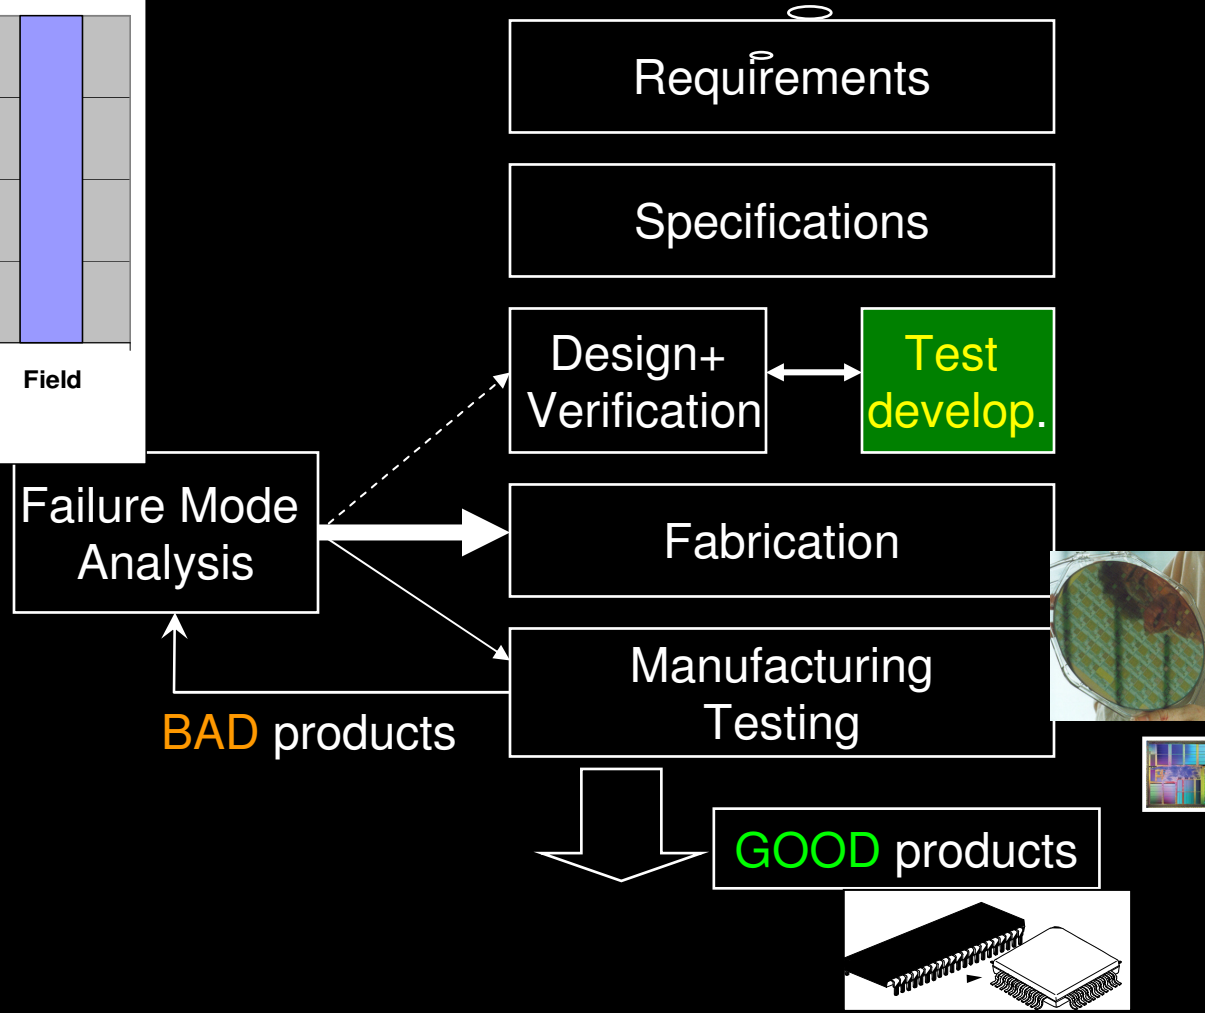 Requirements
Specifications
Design+
Verification
Test
develop.
Field
Failure Mode
Analysis
Fabrication
Manufacturing
Testing
BAD products
GOOD products